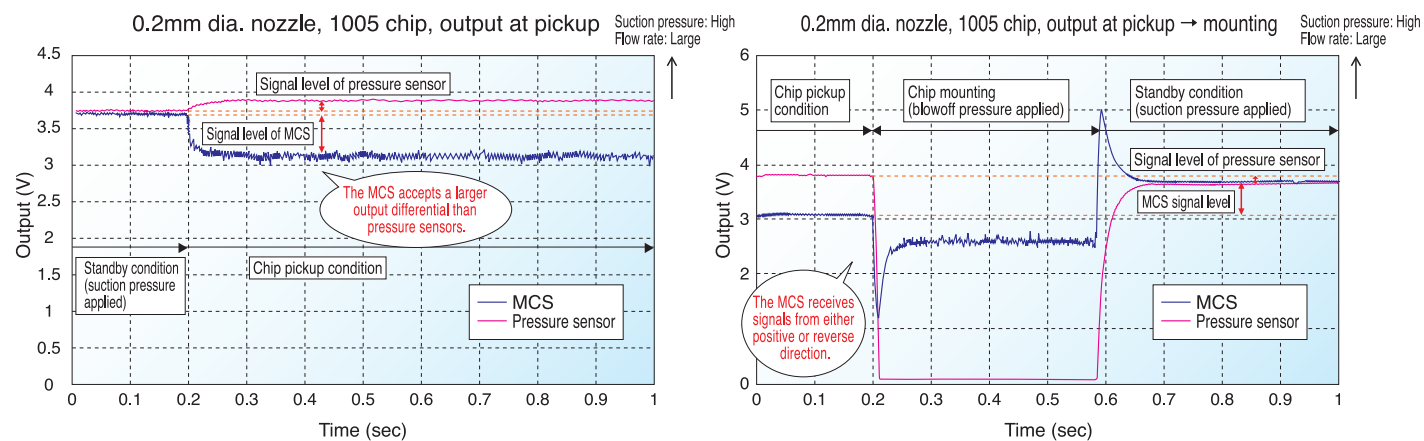 0.2mm dia. nozzle, 1005 chip, output at pickup
Suction pressure: High
Flow rate: Large
4.5
4
3.5
3
2.5
2
1.5
1
0.5
0
Output (V)
Signal level of pressure sensor
Signal level of MCS
The MCS accepts a larger
output differential than
pressure sensors.
Standby condition
(suction pressure
applied)
Chip pickup condition
MCS
Pressure sensor
0 0.1 0.2 0.3 0.4 0.5 0.6 0.7 0.8 0.9 1
Time (sec)
0.2mm dia. nozzle, 1005 chip, output at pickup → mounting
Suction pressure: High
Flow rate: Large
6
5
4
3
2
1
0
Output (V)
Chip pickup
condition
Chip mounting
(blowoff pressure applied)
Standby condition
(suction pressure applied)
Signal level of pressure sensor
MCS signal level
The MCS receives
signals from either
positive or reverse
direction.
MCS
Pressure sensor
0 0.1 0.2 0.3 0.4 0.5 0.6 0.7 0.8 0.9 1
Time (sec)